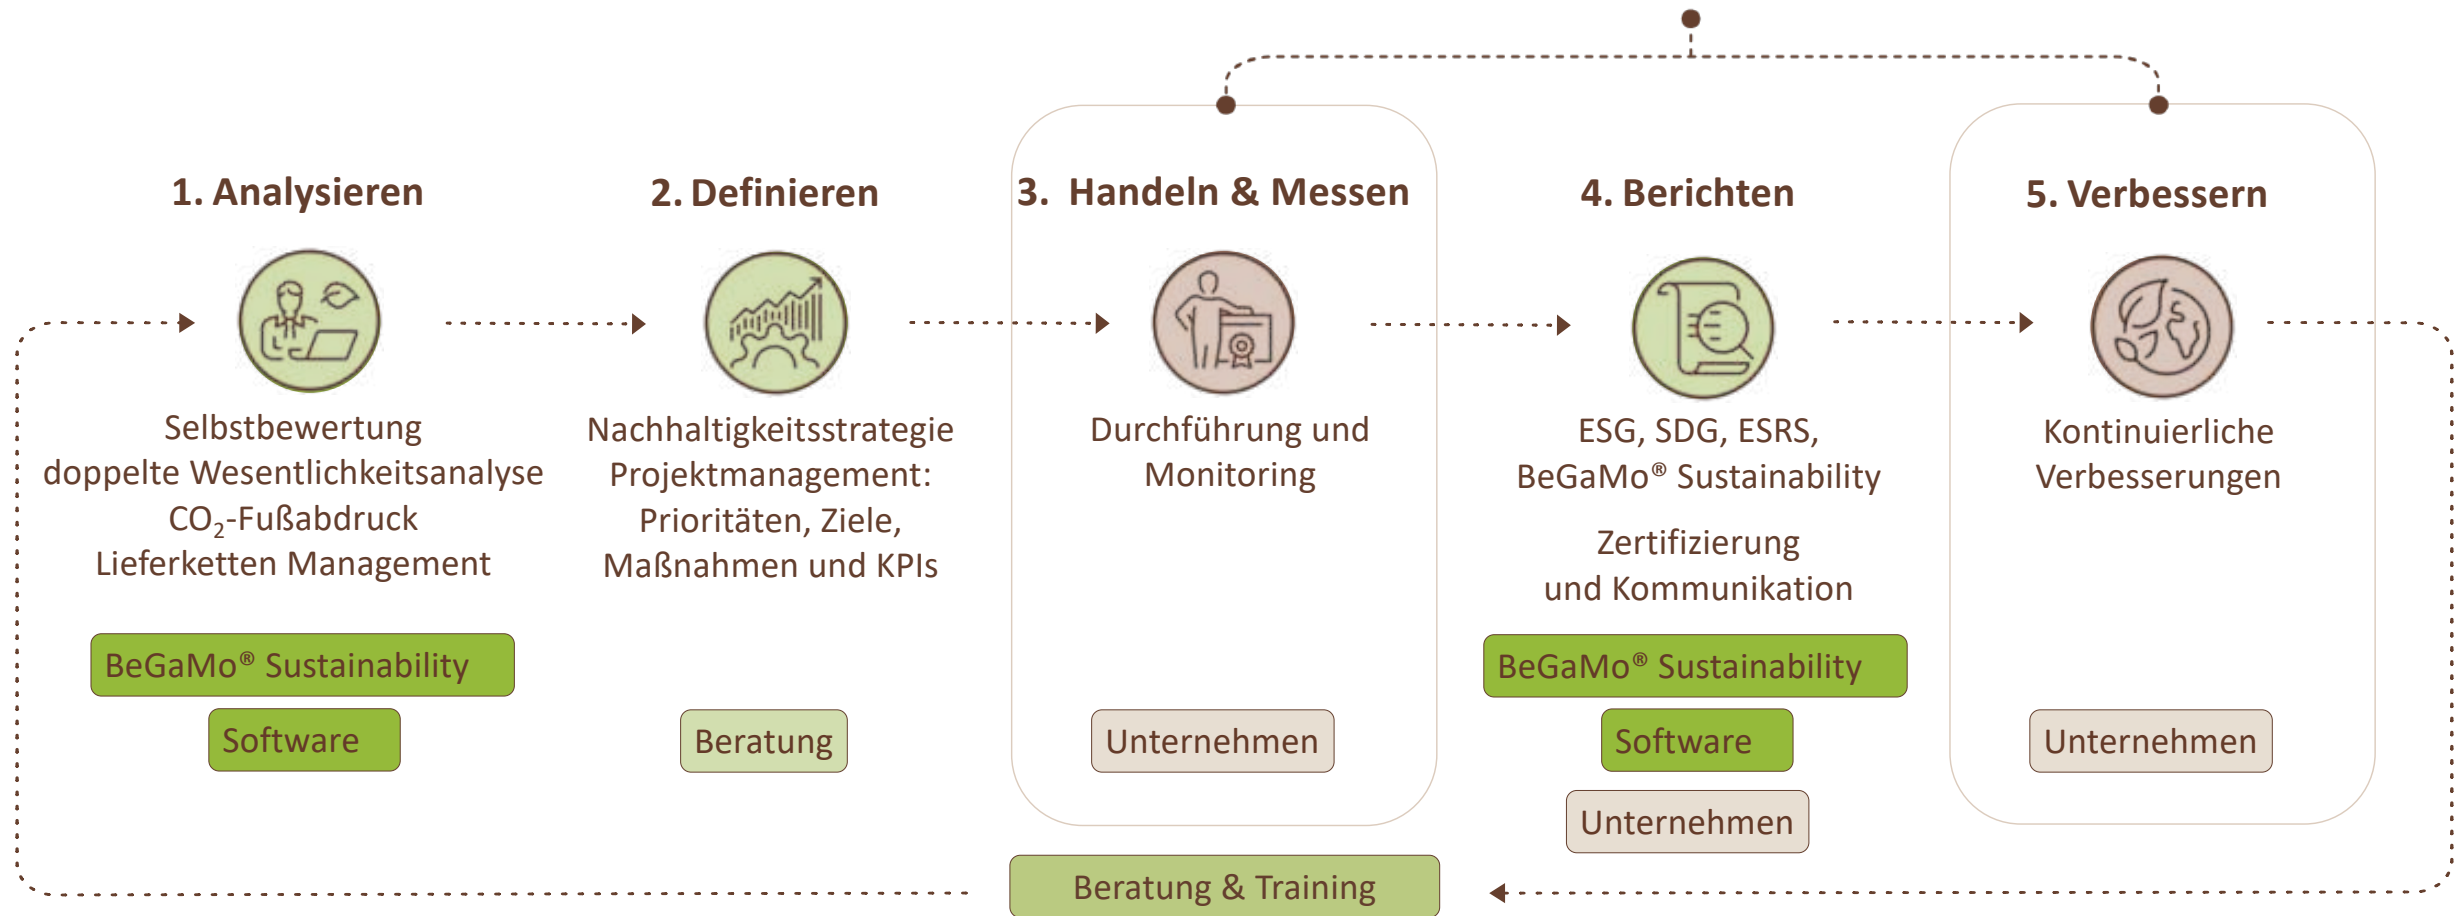 1. Analysieren
Selbstbewertung
doppelte Wesentlichkeitsanalyse
CO₂-Fußabdruck
Lieferketten Management
BeGaMo® Sustainability
Software
2. Definieren
Nachhaltigkeitsstrategie
Projektmanagement:
Prioritäten, Ziele,
Maßnahmen und KPIs
Beratung
3. Handeln & Messen
Durchführung und
Monitoring
Unternehmen
4. Berichten
ESG, SDG, ESRS,
BeGaMo® Sustainability
Zertifizierung
und Kommunikation
BeGaMo® Sustainability
Software
Unternehmen
5. Verbessern
Kontinuierliche
Verbesserungen
Unternehmen
Beratung & Training